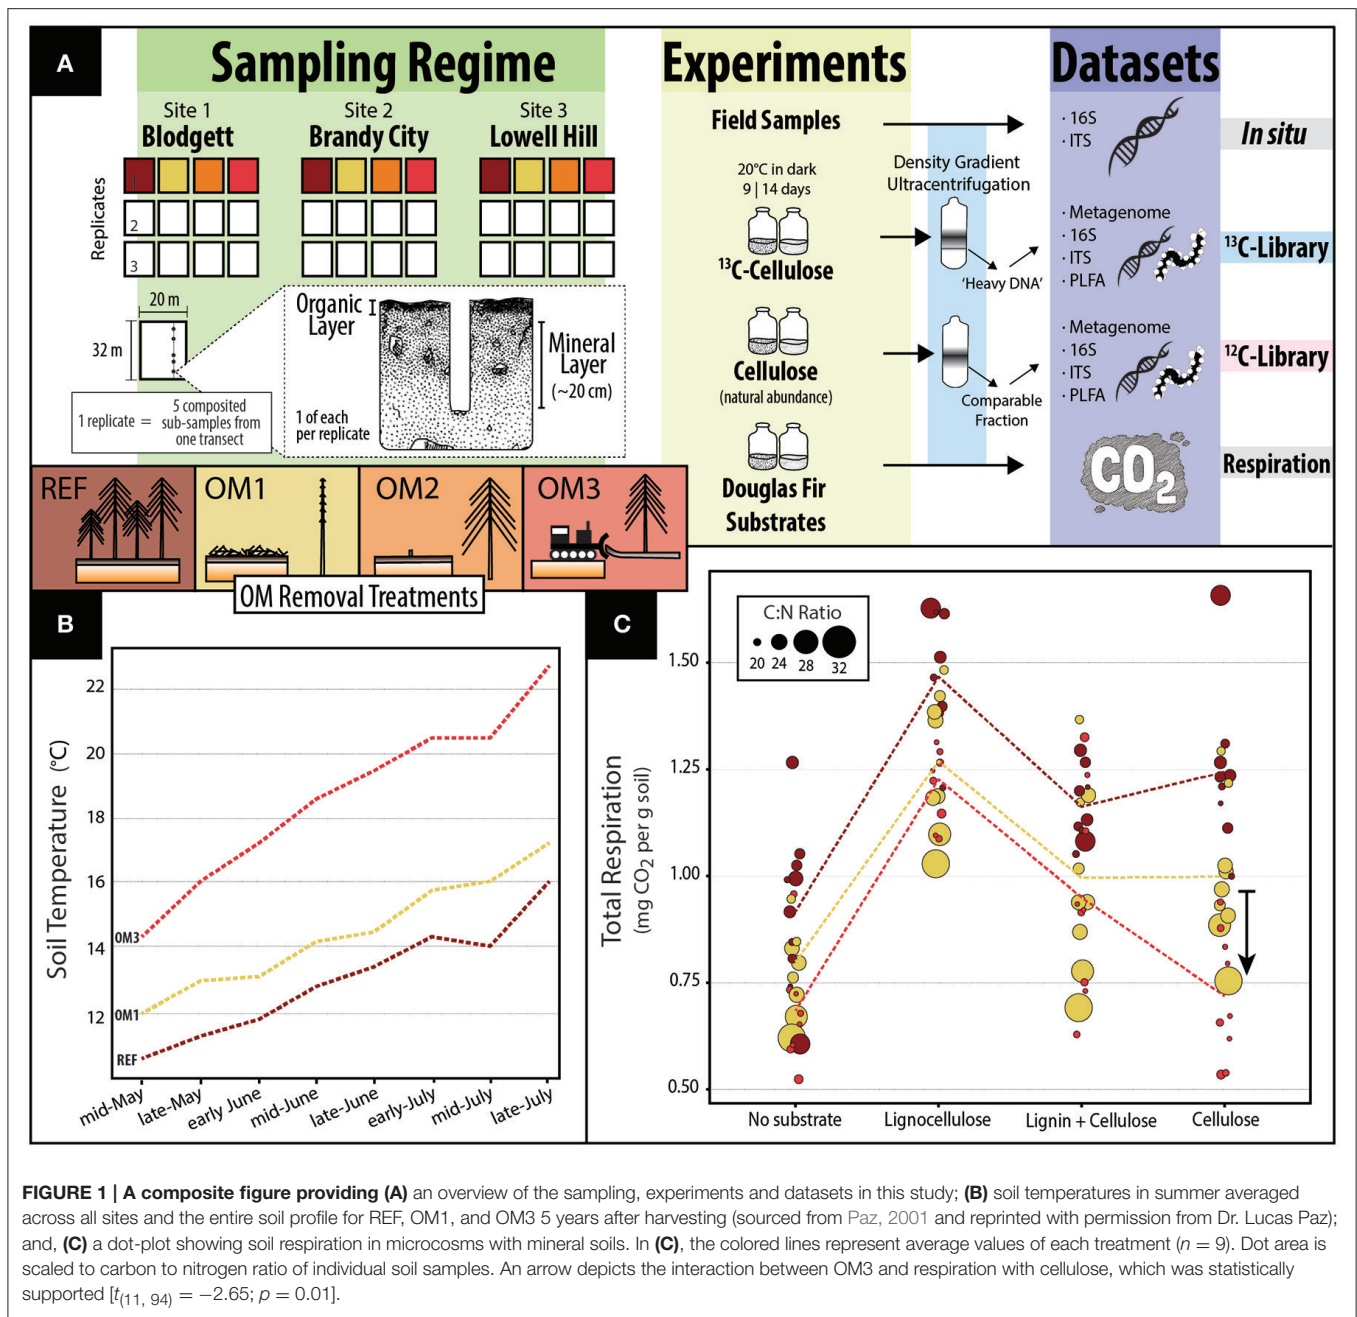 A
Sampling Regime
Experiments
Datasets
Site 1
Blodgett
Site 2
Brandy City
Site 3
Lowell Hill
Replicates
1
2
3
20 m
32 m
1 replicate =
5 composited
sub-samples from
one transect
Organic
Layer
Mineral
Layer
(~20 cm)
1 of each
per replicate
Field Samples
20°C in dark
9 | 14 days
¹³C-Cellulose
Cellulose
(natural abundance)
Douglas Fir
Substrates
Density Gradient
Ultracentrifugation
'Heavy DNA'
Comparable
Fraction
· 16S
· ITS
In situ
· Metagenome
· 16S
· ITS
· PLFA
¹³C-Library
· Metagenome
· 16S
· ITS
· PLFA
¹²C-Library
CO₂
Respiration
REF
OM1
OM2
OM3
OM Removal Treatments
B
Soil Temperature (°C)
22
20
18
16
14
12
OM3
OM1
REF
mid-May
late-May
early June
mid-June
late-June
early-July
mid-July
late-July
C
C:N Ratio
20 24 28 32
Total Respiration
(mg CO₂ per g soil)
1.50
1.25
1.00
0.75
0.50
No substrate
Lignocellulose
Lignin + Cellulose
Cellulose
FIGURE 1 | A composite figure providing (A) an overview of the sampling, experiments and datasets in this study; (B) soil temperatures in summer averaged
across all sites and the entire soil profile for REF, OM1, and OM3 5 years after harvesting (sourced from Paz, 2001 and reprinted with permission from Dr. Lucas Paz);
and, (C) a dot-plot showing soil respiration in microcosms with mineral soils. In (C), the colored lines represent average values of each treatment (n = 9). Dot area is
scaled to carbon to nitrogen ratio of individual soil samples. An arrow depicts the interaction between OM3 and respiration with cellulose, which was statistically
supported [t(11, 94) = −2.65; p = 0.01].